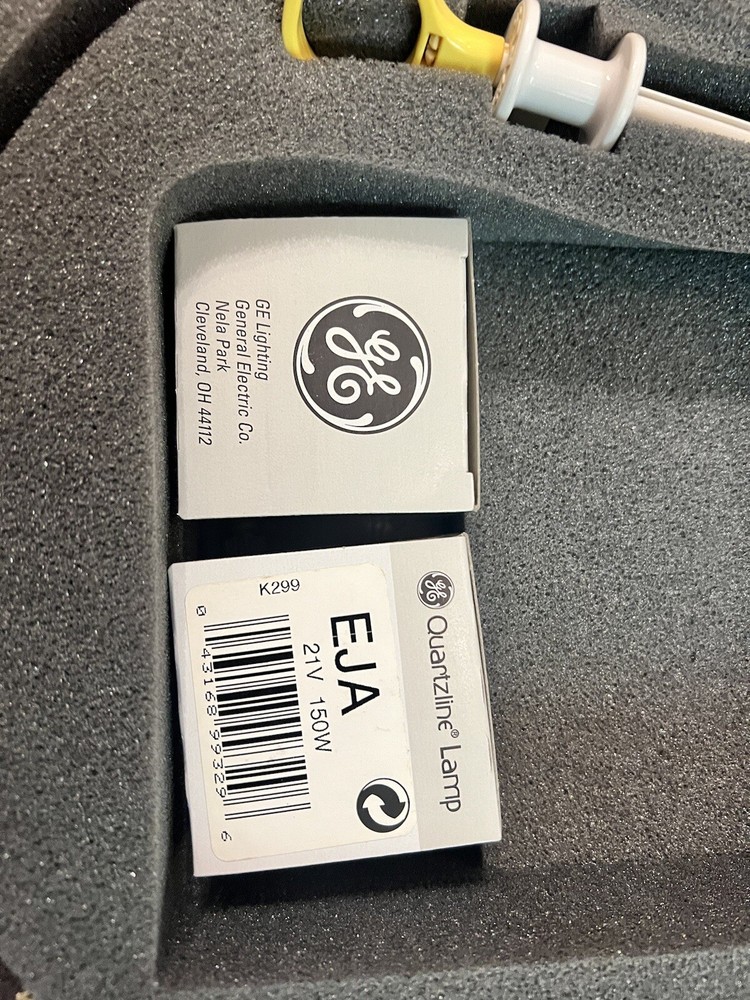 GE
GE Lighting
General Electric Co.
Nela Park
Cleveland, OH 44112
GE Quartzline® Lamp
EJA
21V 150W
K299
0 43168 99329 6